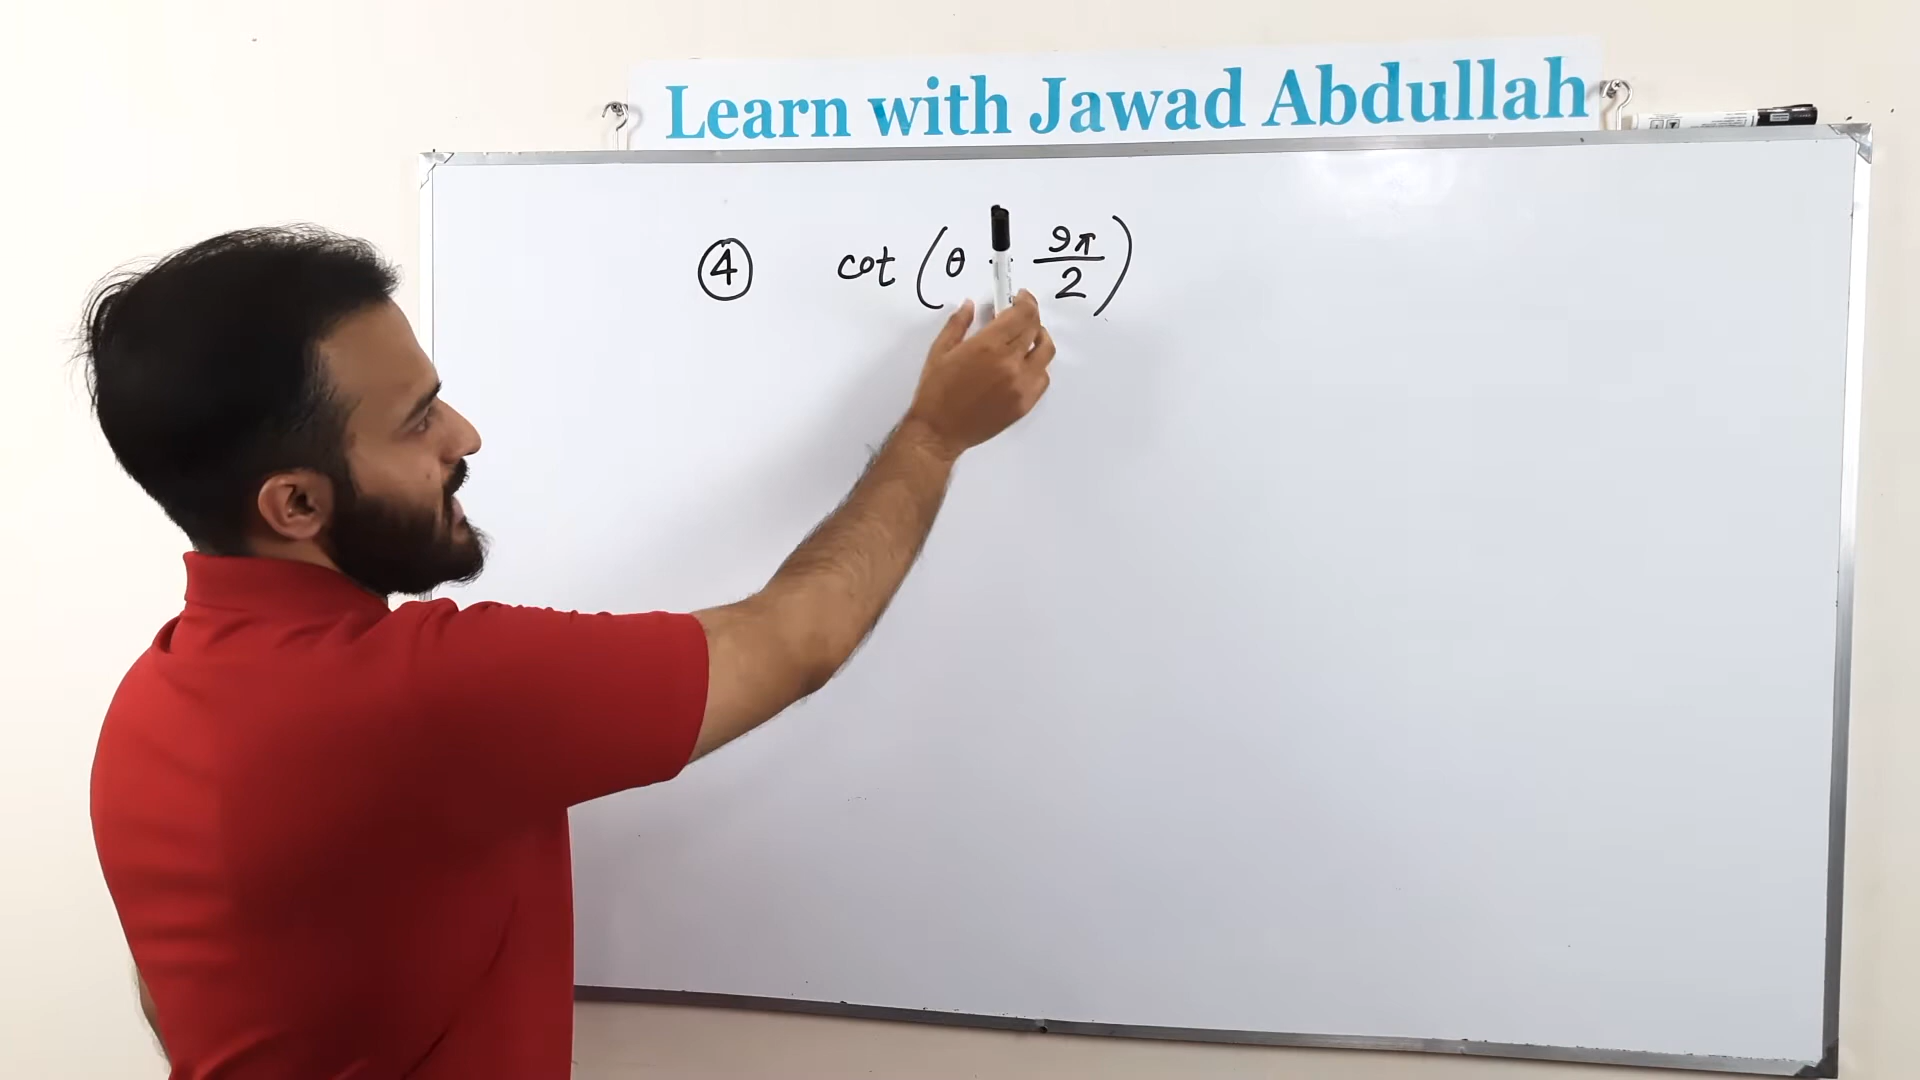 Learn with Jawad Abdullah
④ cot (θ 9π/2)